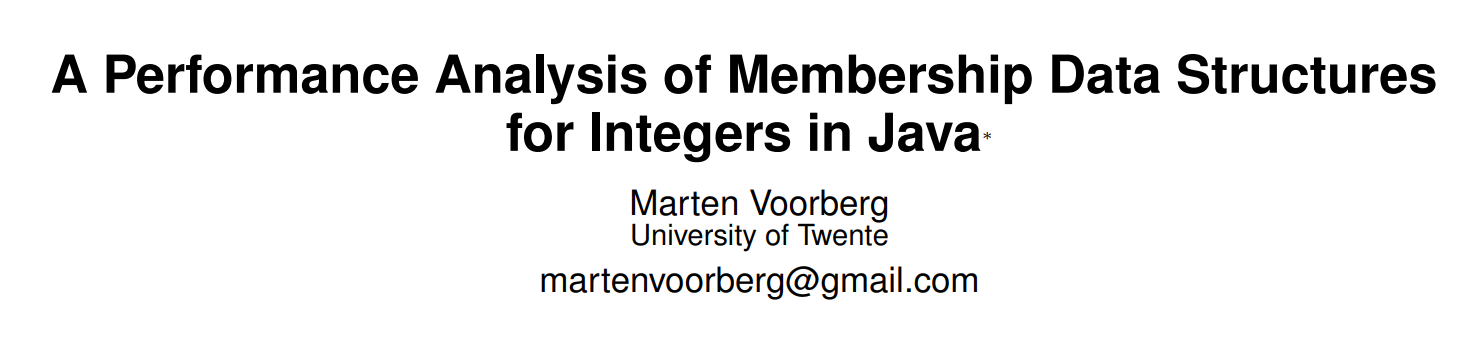 A Performance Analysis of Membership Data Structures
for Integers in Java*
Marten Voorberg
University of Twente
martenvoorberg@gmail.com